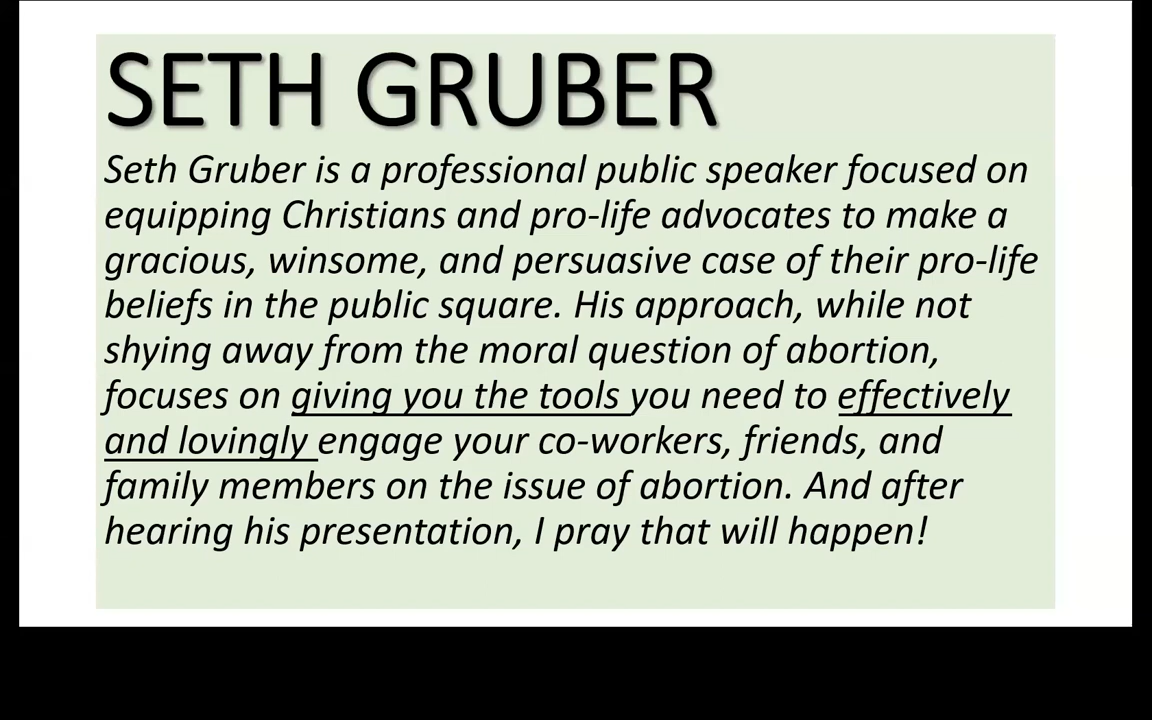 SETH GRUBER
Seth Gruber is a professional public speaker focused on
equipping Christians and pro-life advocates to make a
gracious, winsome, and persuasive case of their pro-life
beliefs in the public square. His approach, while not
shying away from the moral question of abortion,
focuses on giving you the tools you need to effectively
and lovingly engage your co-workers, friends, and
family members on the issue of abortion. And after
hearing his presentation, I pray that will happen!